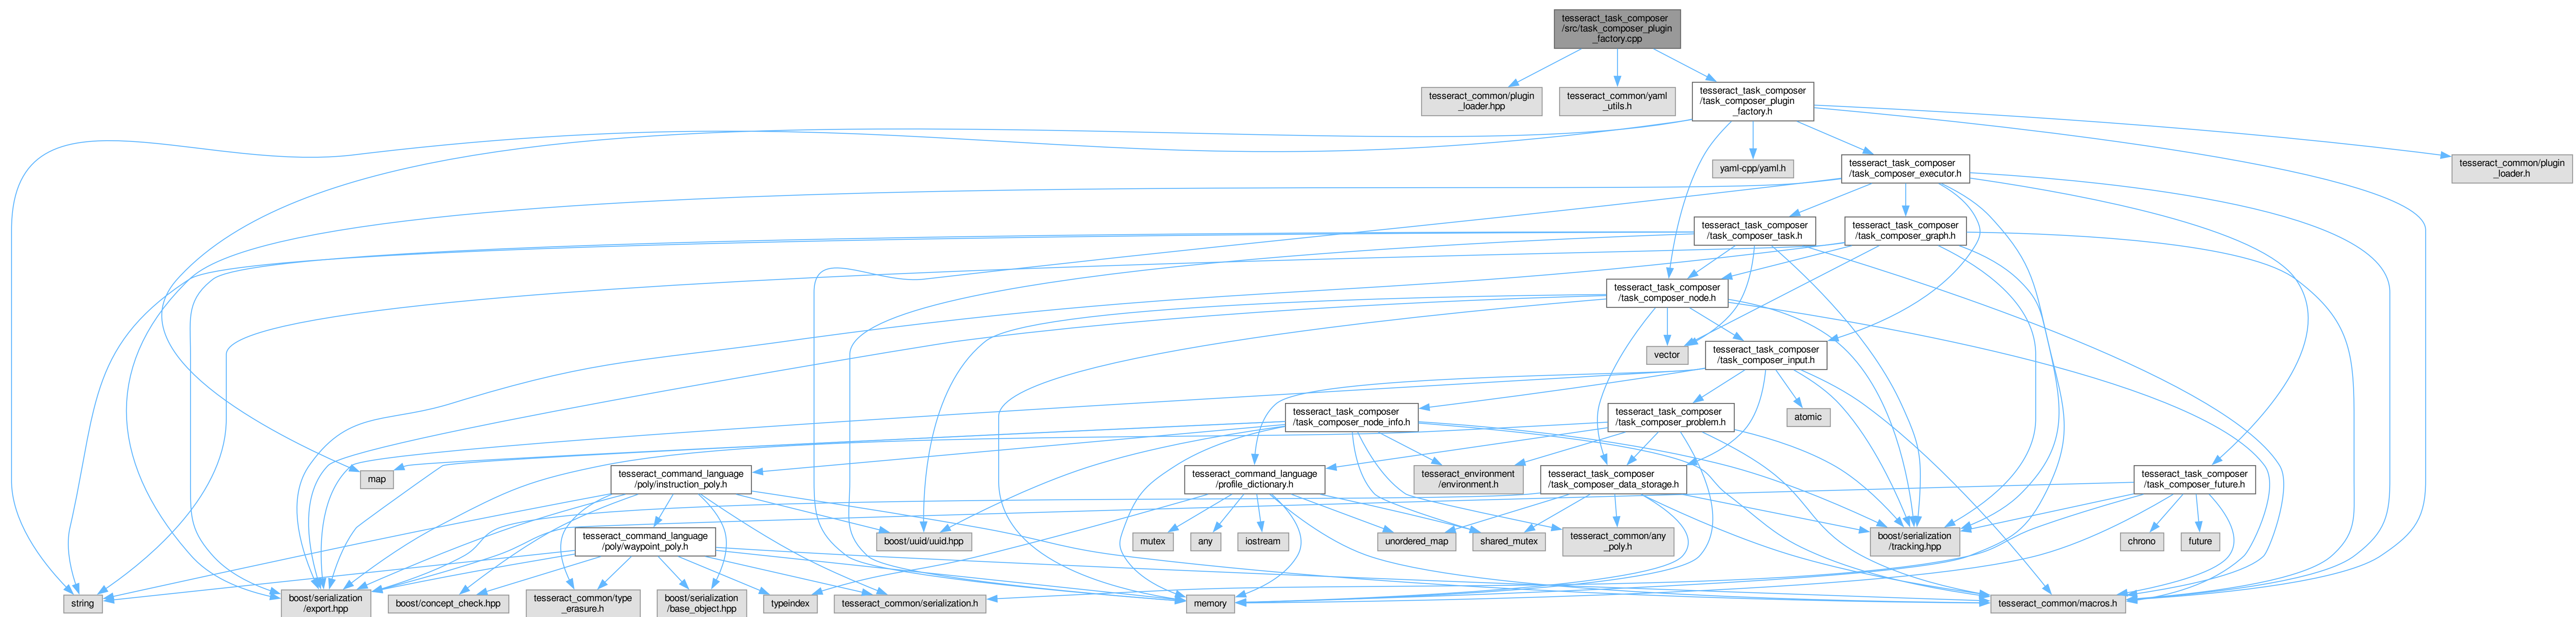 tesseract_task_composer
/src/task_composer_plugin
_factory.cpp
tesseract_common/plugin
_loader.hpp
tesseract_common/yaml
_utils.h
tesseract_task_composer
/task_composer_plugin
_factory.h
yaml-cpp/yaml.h
tesseract_task_composer
/task_composer_executor.h
tesseract_common/plugin
_loader.h
tesseract_task_composer
/task_composer_task.h
tesseract_task_composer
/task_composer_graph.h
tesseract_task_composer
/task_composer_node.h
vector
tesseract_task_composer
/task_composer_input.h
tesseract_task_composer
/task_composer_node_info.h
tesseract_task_composer
/task_composer_problem.h
atomic
map
tesseract_command_language
/poly/instruction_poly.h
tesseract_command_language
/profile_dictionary.h
tesseract_environment
/environment.h
tesseract_task_composer
/task_composer_data_storage.h
tesseract_task_composer
/task_composer_future.h
tesseract_command_language
/poly/waypoint_poly.h
boost/uuid/uuid.hpp
mutex
any
iostream
unordered_map
shared_mutex
tesseract_common/any
_poly.h
boost/serialization
/tracking.hpp
chrono
future
string
boost/serialization
/export.hpp
boost/concept_check.hpp
tesseract_common/type
_erasure.h
boost/serialization
/base_object.hpp
typeindex
tesseract_common/serialization.h
memory
tesseract_common/macros.h